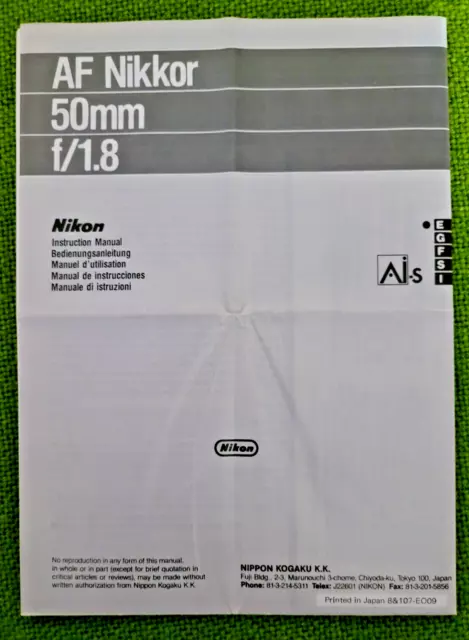 AF Nikkor
50mm
f/1.8
Nikon
Instruction Manual
Bedienungsanleitung
Manuel d'utilisation
Manual de instrucciones
Manuale di istruzioni
Ai-s
E
G
F
S
I
Nikon
No reproduction in any form of this manual,
in whole or in part (except for brief quotation in
critical articles or reviews), may be made without
written authorization from Nippon Kogaku K.K.
NIPPON KOGAKU K.K.
Fuji Bldg., 2-3, Marunouchi 3-chome, Chiyoda-ku, Tokyo 100, Japan
Phone: 81-3-214-5311 Telex: J22601 (NIKON) Fax: 81-3-201-5856
Printed in Japan 8&107-EO09